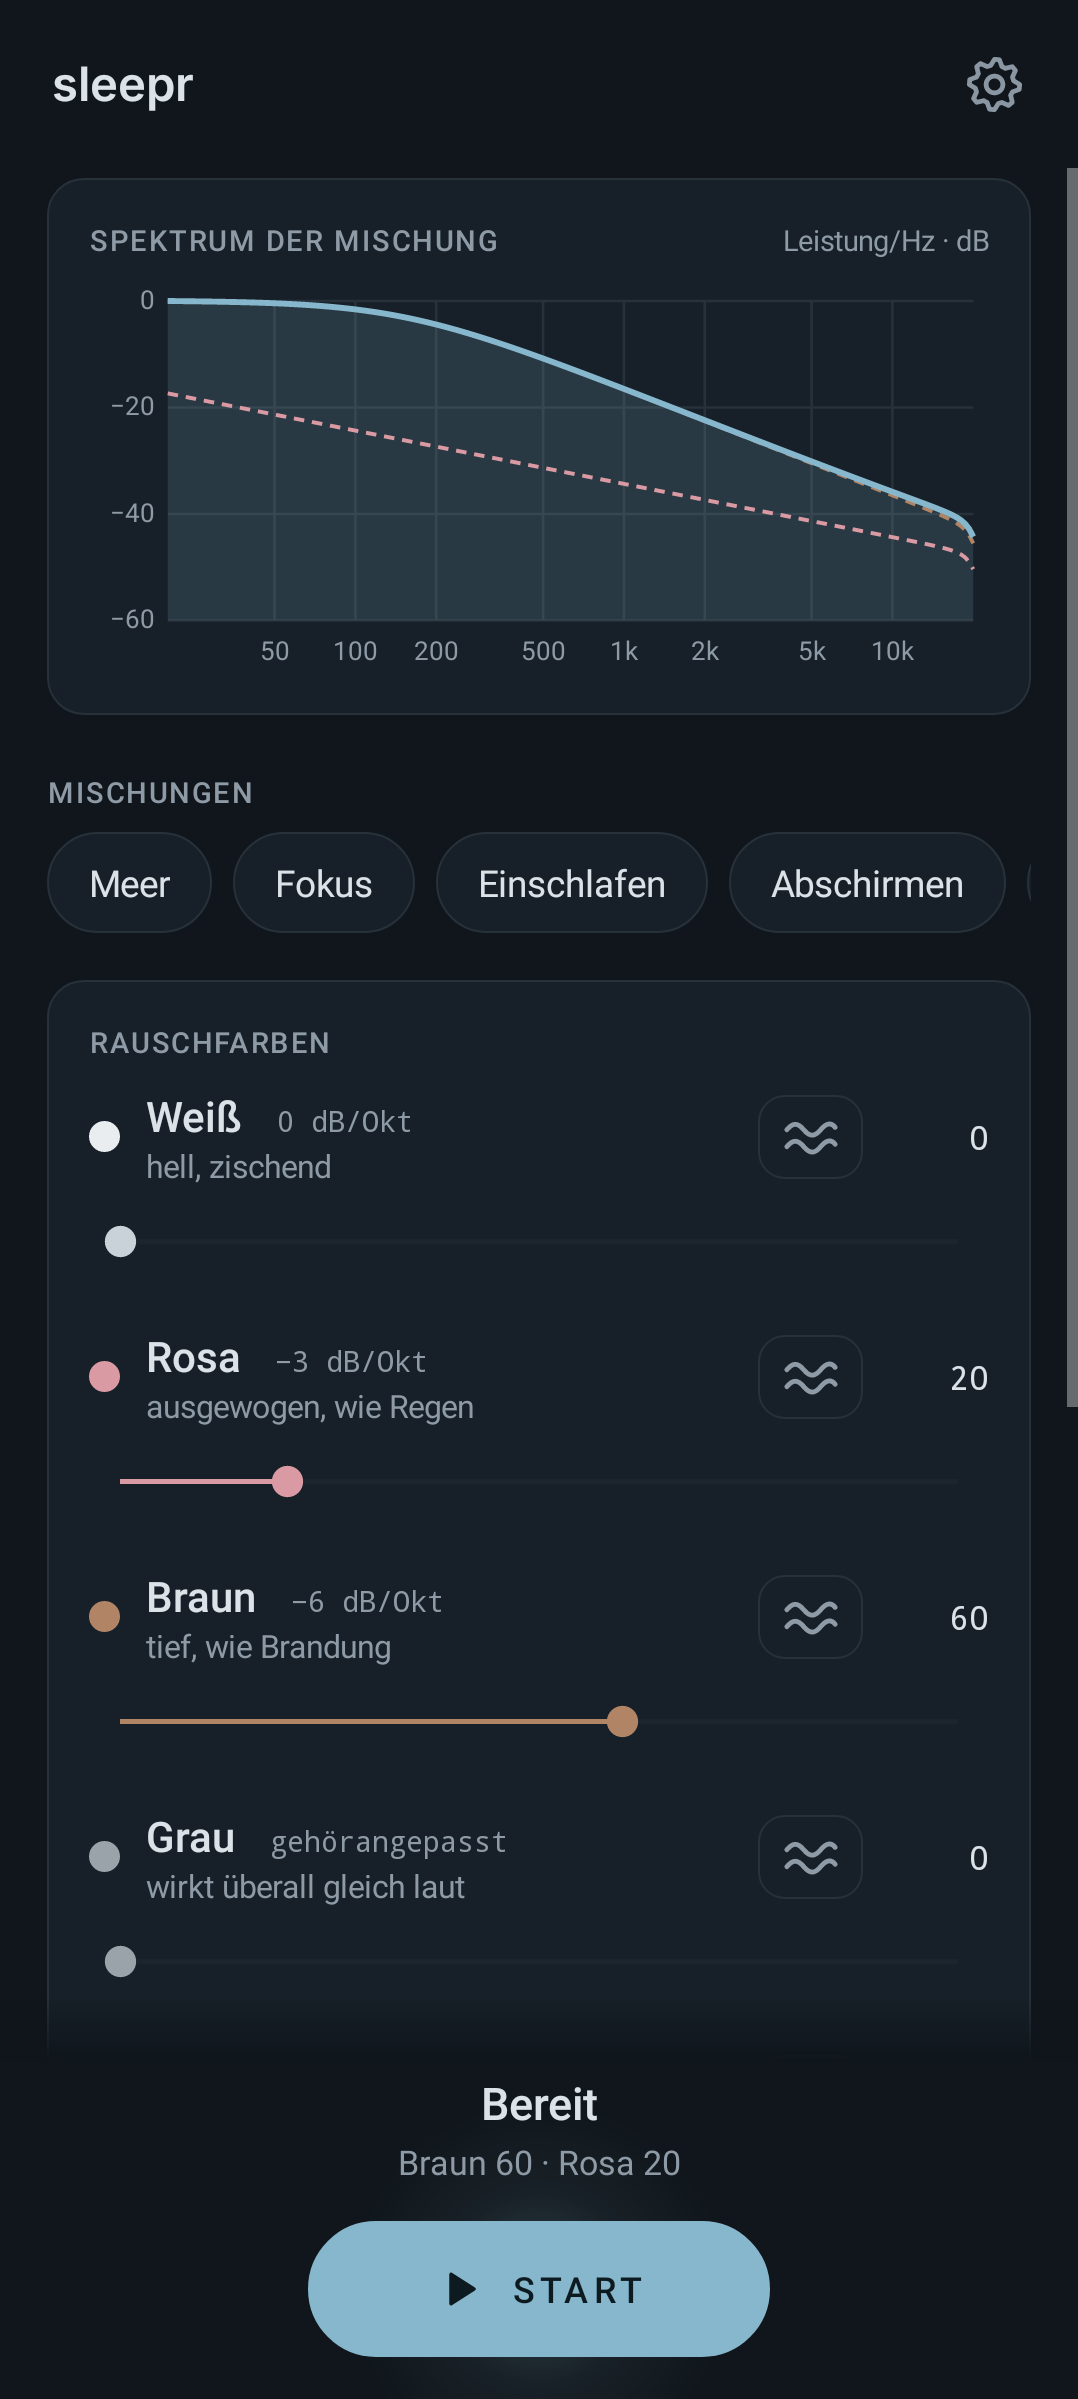 sleepr
SPEKTRUM DER MISCHUNG Leistung/Hz · dB
0
−20
−40
−60
50 100 200 500 1k 2k 5k 10k
MISCHUNGEN
Meer Fokus Einschlafen Abschirmen
RAUSCHFARBEN
Weiß 0 dB/Okt 0
hell, zischend
Rosa −3 dB/Okt 20
ausgewogen, wie Regen
Braun −6 dB/Okt 60
tief, wie Brandung
Grau gehörangepasst 0
wirkt überall gleich laut
Bereit
Braun 60 · Rosa 20
START